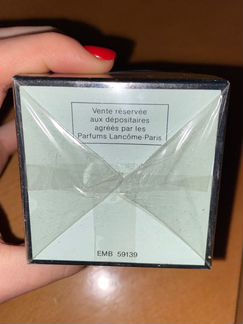 Vente réservée
aux dépositaires
agréés par les
Parfums Lancôme-Paris
EMB 59139